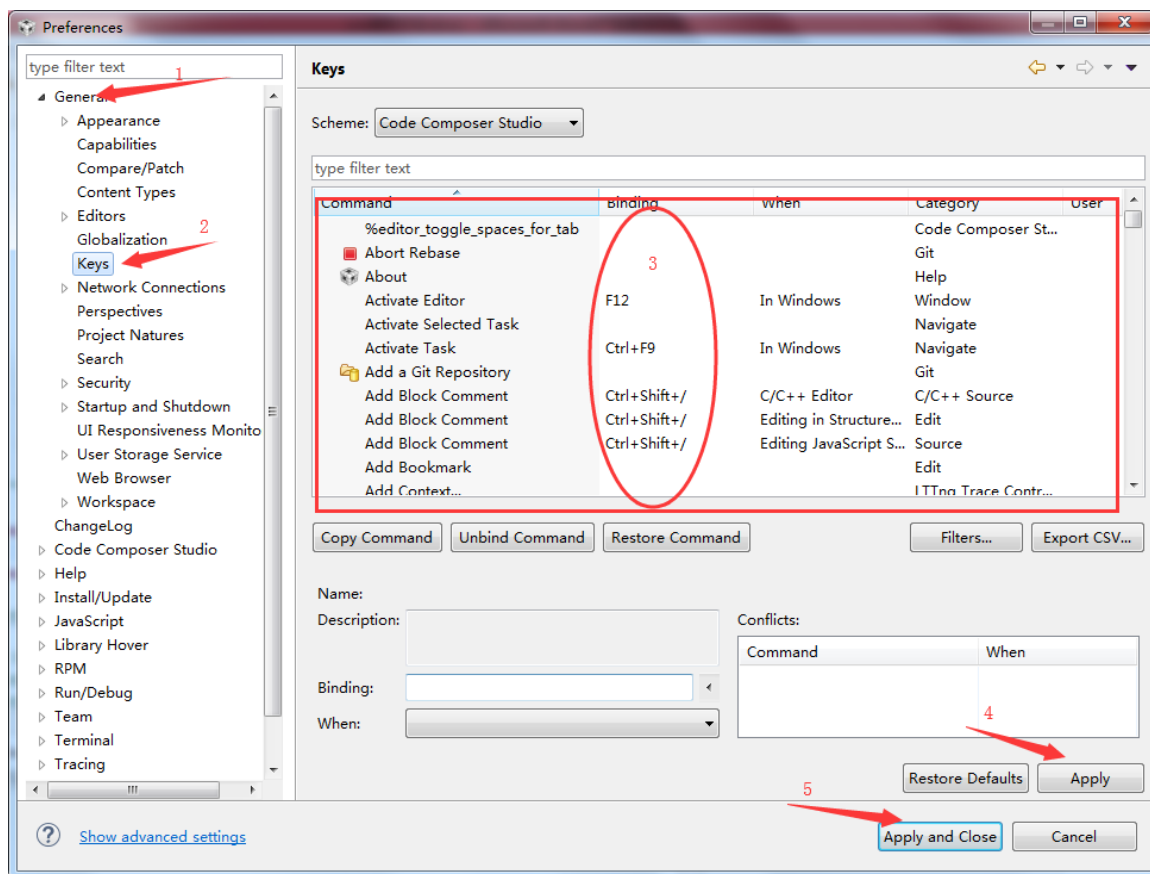 Preferences
type filter text
1
General
Appearance
Capabilities
Compare/Patch
Content Types
Editors
2
Globalization
Keys
Network Connections
Perspectives
Project Natures
Search
Security
Startup and Shutdown
UI Responsiveness Monito
User Storage Service
Web Browser
Workspace
ChangeLog
Code Composer Studio
Help
Install/Update
JavaScript
Library Hover
RPM
Run/Debug
Team
Terminal
Tracing
Keys
Scheme: Code Composer Studio
type filter text
Command Binding When Category User
%editor_toggle_spaces_for_tab Code Composer St...
Abort Rebase Git
3
About Help
Activate Editor F12 In Windows Window
Activate Selected Task Navigate
Activate Task Ctrl+F9 In Windows Navigate
Add a Git Repository Git
Add Block Comment Ctrl+Shift+/ C/C++ Editor C/C++ Source
Add Block Comment Ctrl+Shift+/ Editing in Structure... Edit
Add Block Comment Ctrl+Shift+/ Editing JavaScript S... Source
Add Bookmark Edit
Add Context... LTTng Trace Contr...
Copy Command Unbind Command Restore Command Filters... Export CSV...
Name:
Description:
Conflicts:
Command When
Binding:
When:
4
Restore Defaults Apply
5
Show advanced settings
Apply and Close Cancel